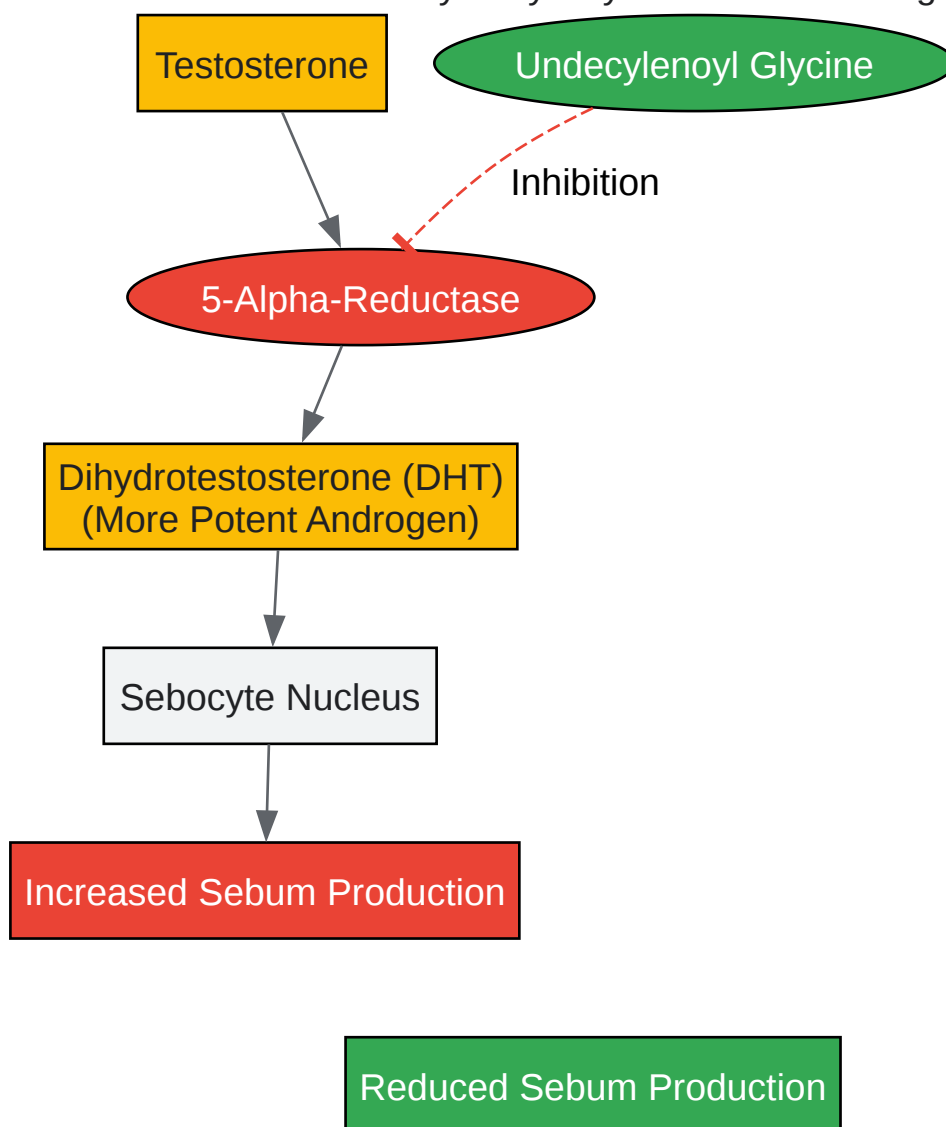 Testosterone
Undecylenoyl Glycine
Inhibition
5-Alpha-Reductase
Dihydrotestosterone (DHT)
(More Potent Androgen)
Sebocyte Nucleus
Increased Sebum Production
Reduced Sebum Production